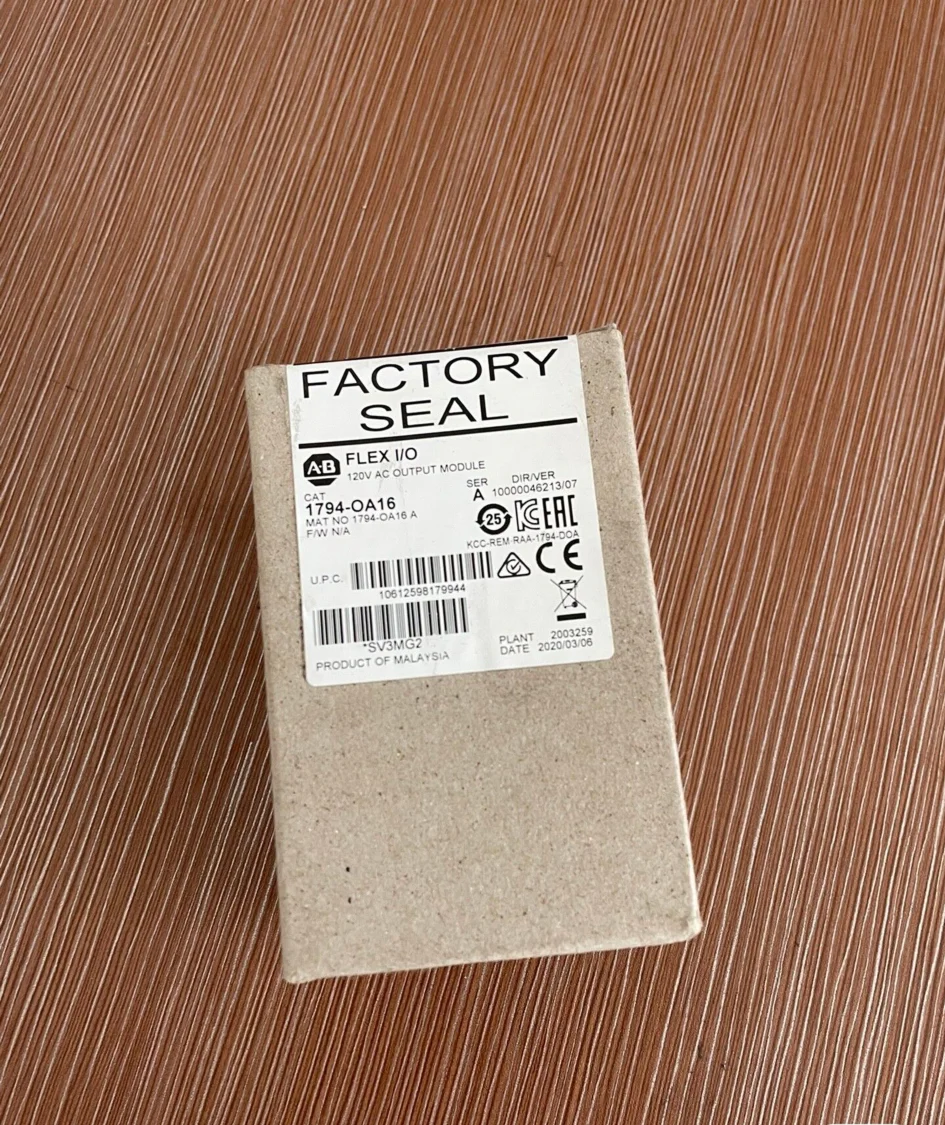 FACTORY
SEAL
A-B FLEX I/O
120V AC OUTPUT MODULE
CAT
1794-OA16
MAT NO 1794-OA16 A
F/W N/A
SER
A
DIR/VER
10000046213/07
25 EAC
KCC-REM-RAA-1794-DOA
CE
U.P.C.
10612598179944
*SV3MG2
PRODUCT OF MALAYSIA
PLANT 2003259
DATE 2020/03/06